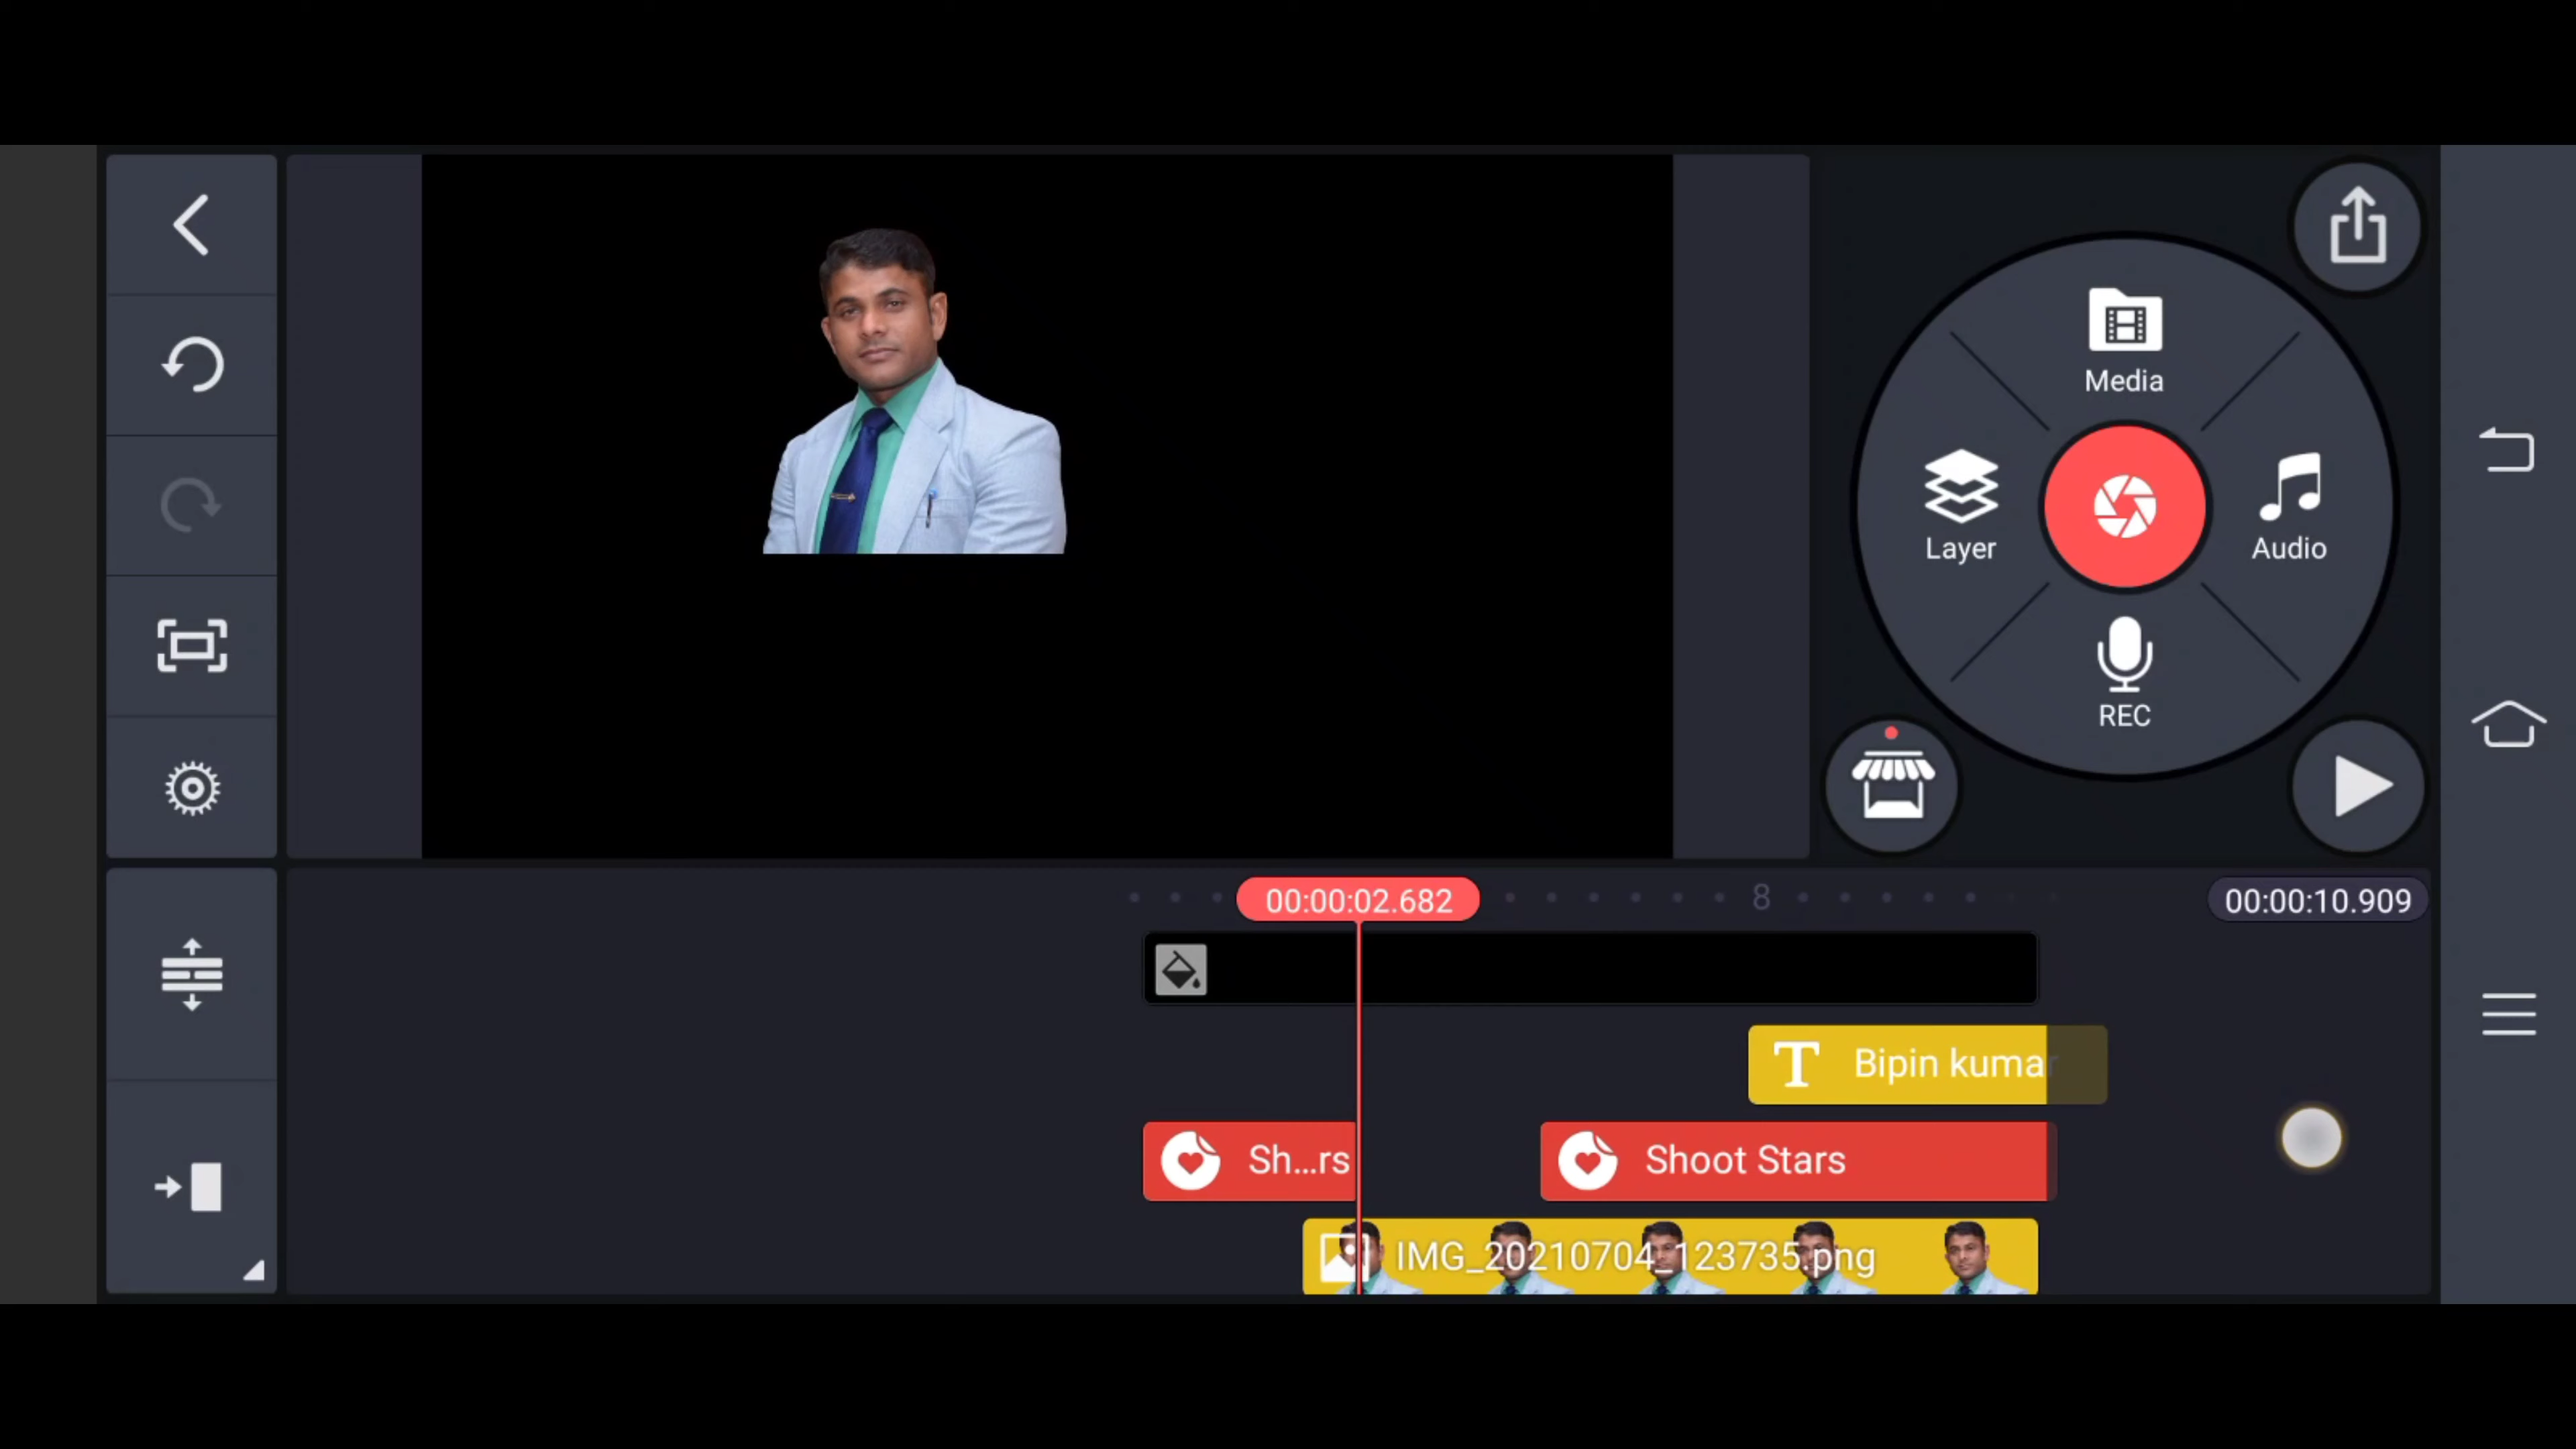 Media
Layer
Audio
REC
00:00:02.682
8
00:00:10.909
T Bipin kumar
Sh...rs
Shoot Stars
IMG_20210704_123735.png